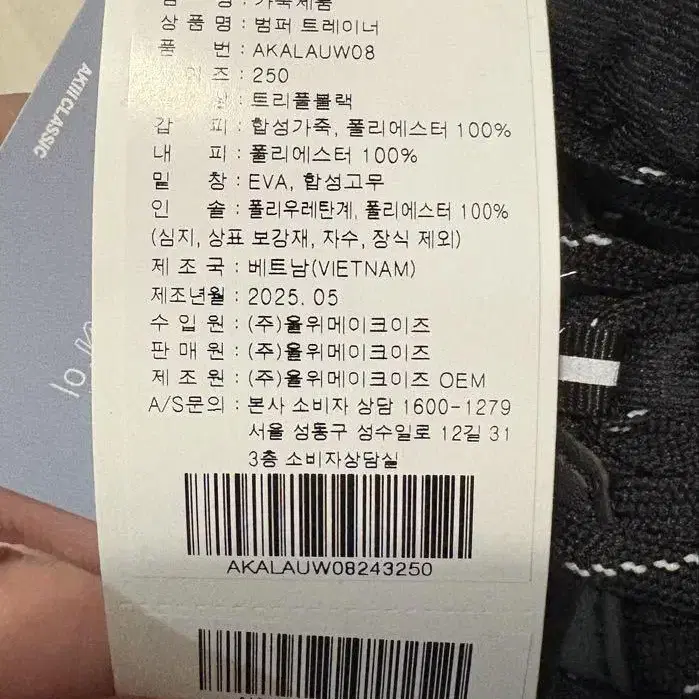 명 : 가죽제품
상 품 명 : 범퍼 트레이너
품 번 : AKALAUW08
즈 : 250
상 : 트리플블랙
갑 피 : 합성가죽, 폴리에스터 100%
내 피 : 폴리에스터 100%
밑 창 : EVA, 합성고무
인 솔 : 폴리우레탄계, 폴리에스터 100%
(심지, 상표 보강재, 자수, 장식 제외)
제 조 국 : 베트남(VIETNAM)
제조년월 : 2025. 05
수 입 원 : (주)올위메이크이즈
판 매 원 : (주)올위메이크이즈
제 조 원 : (주)올위메이크이즈 OEM
A/S문의 : 본사 소비자 상담 1600-1279
서울 성동구 성수일로 12길 31
3층 소비자상담실
AKALAUW08243250
AKIII CLASSIC